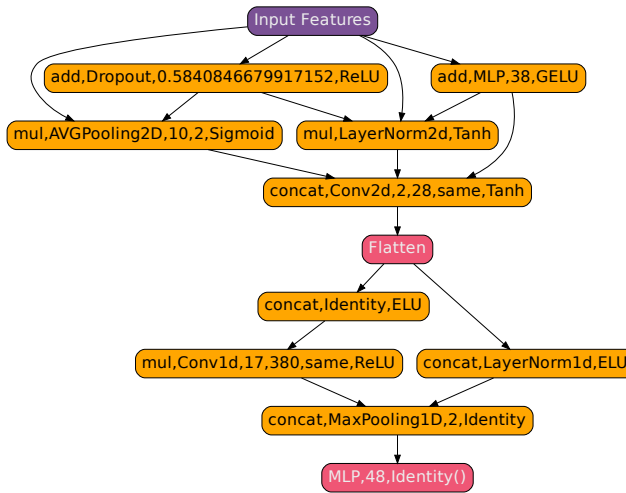 Input Features
add,Dropout,0.5840846679917152,ReLU
add,MLP,38,GELU
mul,AVGPooling2D,10,2,Sigmoid
mul,LayerNorm2d,Tanh
concat,Conv2d,2,28,same,Tanh
Flatten
concat,Identity,ELU
mul,Conv1d,17,380,same,ReLU
concat,LayerNorm1d,ELU
concat,MaxPooling1D,2,Identity
MLP,48,Identity()